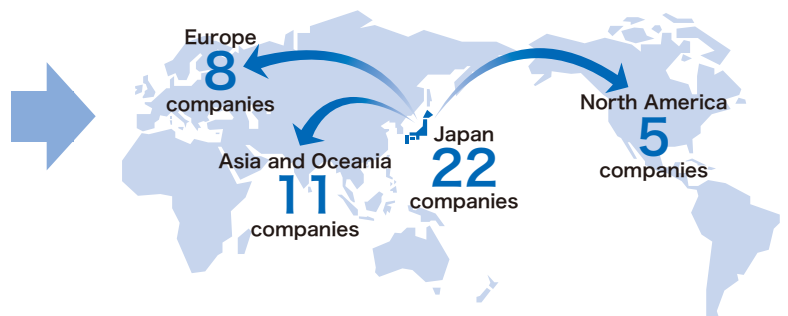 Europe
8
companies
Asia and Oceania
11
companies
Japan
22
companies
North America
5
companies